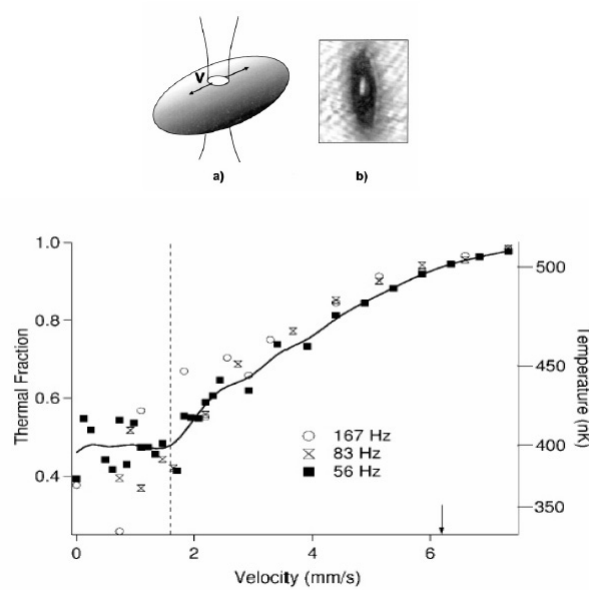 V
a)
b)
1.0
0.8
0.6
0.4
Thermal Fraction
500
450
400
350
Temperature (nK)
167 Hz
83 Hz
56 Hz
0
2
4
6
Velocity (mm/s)